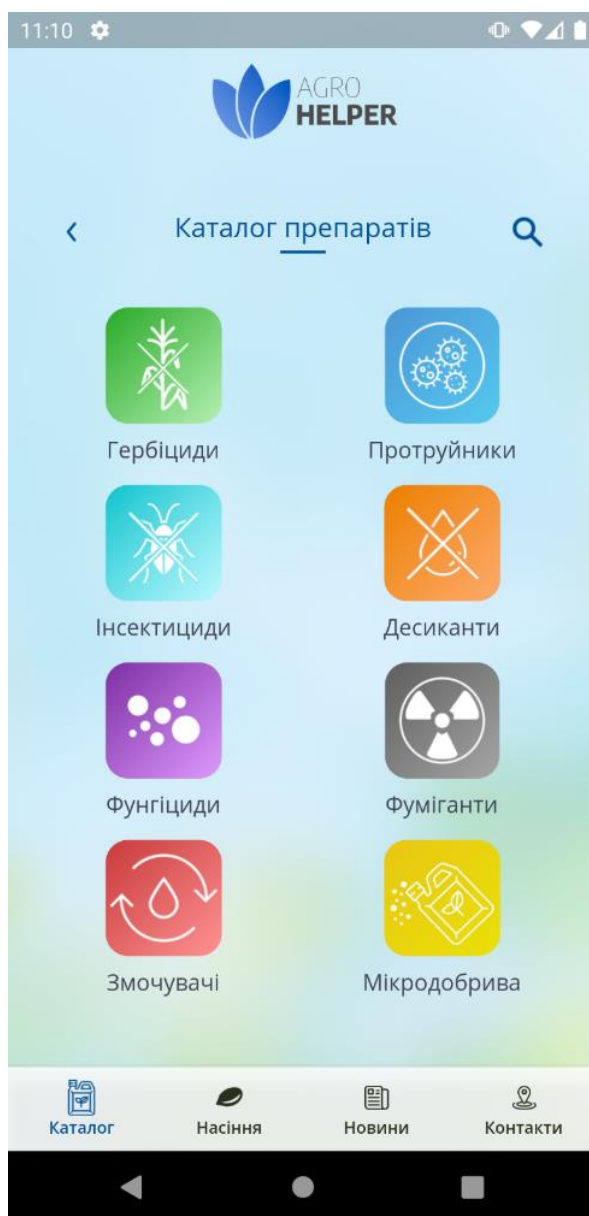 11:10
AGRO
HELPER
Каталог препаратів
Гербіциди
Протруйники
Інсектициди
Десиканти
Фунгіциди
Фуміганти
Змочувачі
Мікродобрива
Каталог
Насіння
Новини
Контакти